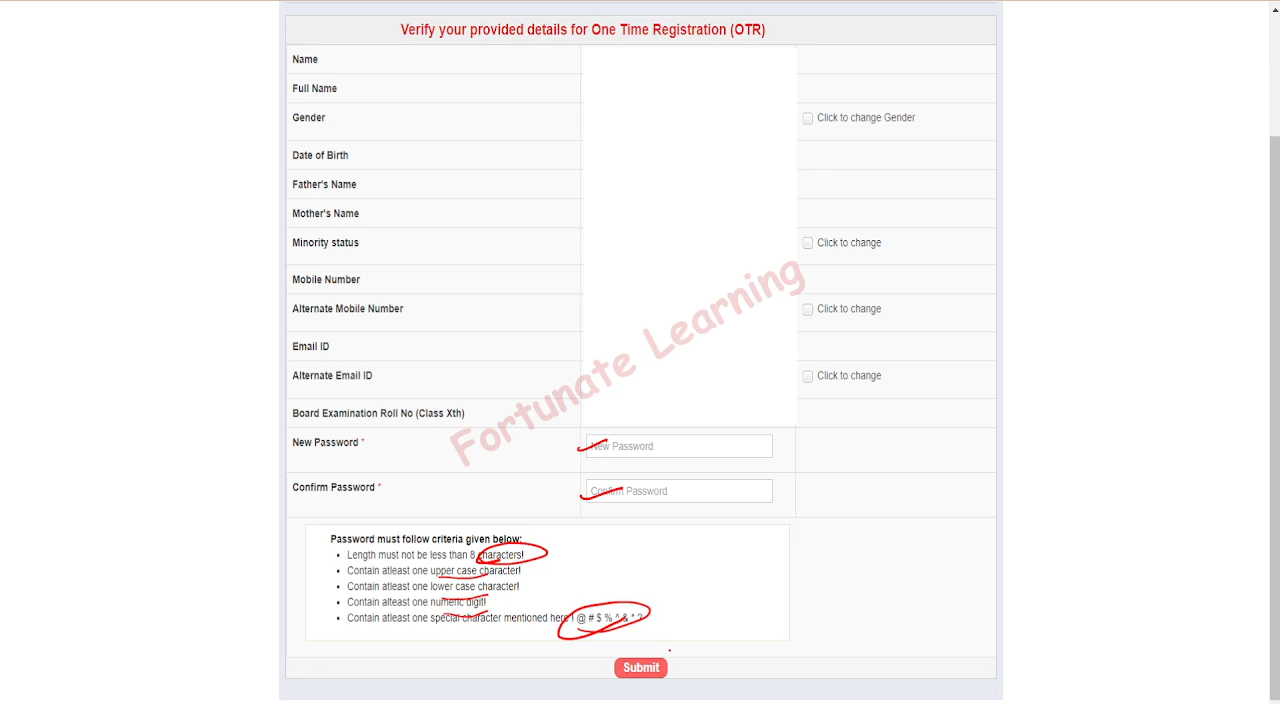 Verify your provided details for One Time Registration (OTR)
Name
Full Name
Gender
Click to change Gender
Date of Birth
Father's Name
Mother's Name
Minority status
Click to change
Mobile Number
Alternate Mobile Number
Click to change
Email ID
Alternate Email ID
Click to change
Board Examination Roll No (Class Xth)
New Password *
New Password
Confirm Password *
Confirm Password
Password must follow criteria given below:
• Length must not be less than 8 characters!
• Contain atleast one upper case character!
• Contain atleast one lower case character!
• Contain atleast one numeric digit!
• Contain atleast one special character mentioned here ! @ # $ % ^ & * ?
Submit
Fortunate Learning